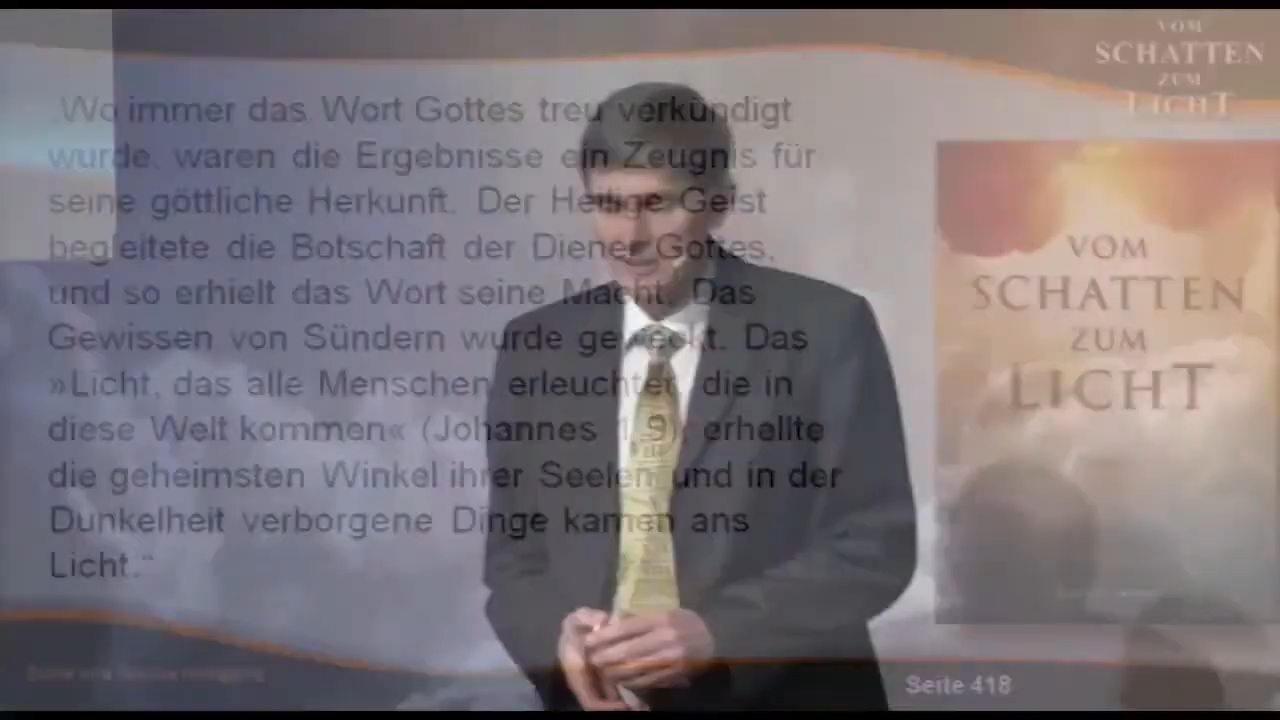 VOM
SCHATTEN
ZUM
LICHT
„Wo immer das Wort Gottes treu verkündigt
wurde, waren die Ergebnisse ein Zeugnis für
seine göttliche Herkunft. Der Heilige Geist
begleitete die Botschaft der Diener Gottes,
und so erhielt das Wort seine Macht. Das
Gewissen von Sündern wurde geweckt. Das
»Licht, das alle Menschen erleuchtet, die in
diese Welt kommen« (Johannes 1,9), erhellte
die geheimsten Winkel ihrer Seelen und in der
Dunkelheit verborgene Dinge kamen ans
Licht.“
VOM
SCHATTEN
ZUM
LICHT
Seite 418